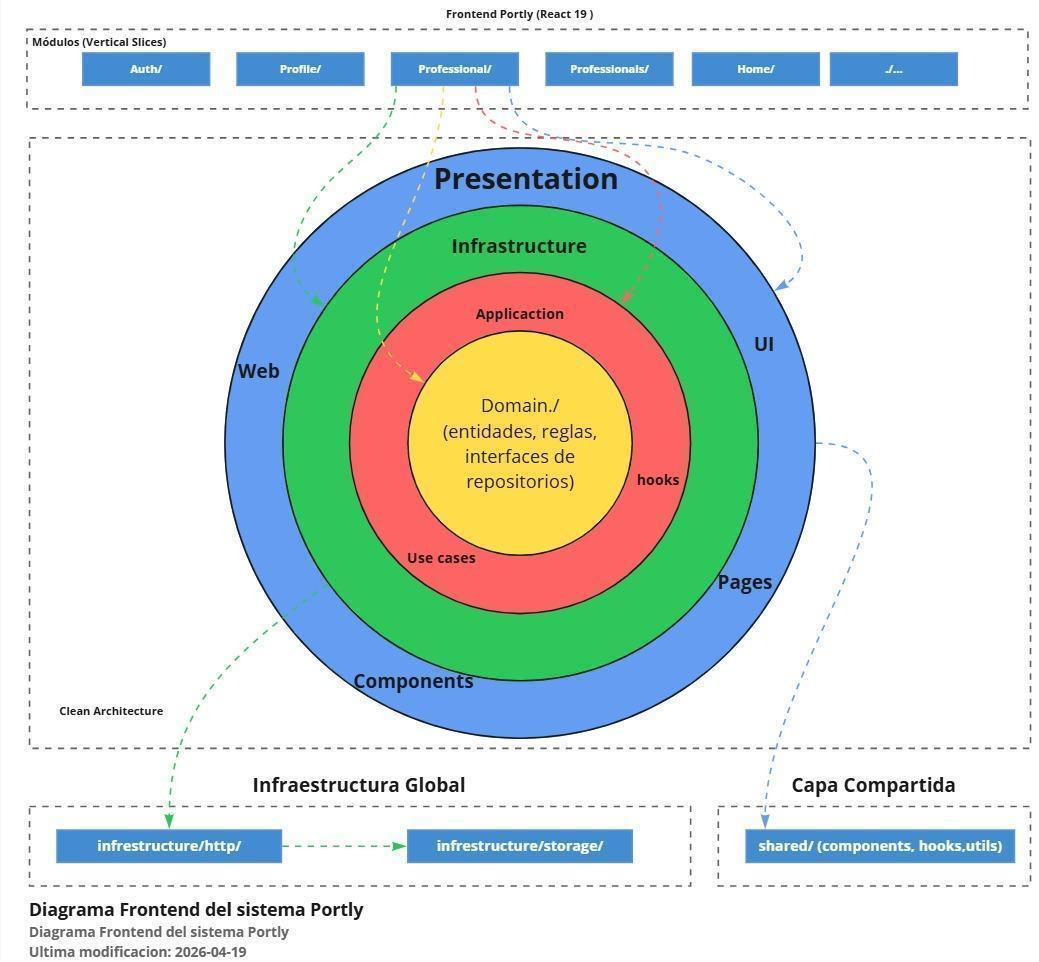 Frontend Portly (React 19 )
Módulos (Vertical Slices)
Auth/
Profile/
Professional/
Professionals/
Home/
./...
Presentation
Infrastructure
Applicaction
UI
Web
Domain./
(entidades, reglas,
interfaces de
repositorios)
hooks
Use cases
Pages
Components
Clean Architecture
Infraestructura Global
Capa Compartida
infrestructure/http/
infrestructure/storage/
shared/ (components, hooks,utils)
Diagrama Frontend del sistema Portly
Diagrama Frontend del sistema Portly
Ultima modificacion: 2026-04-19